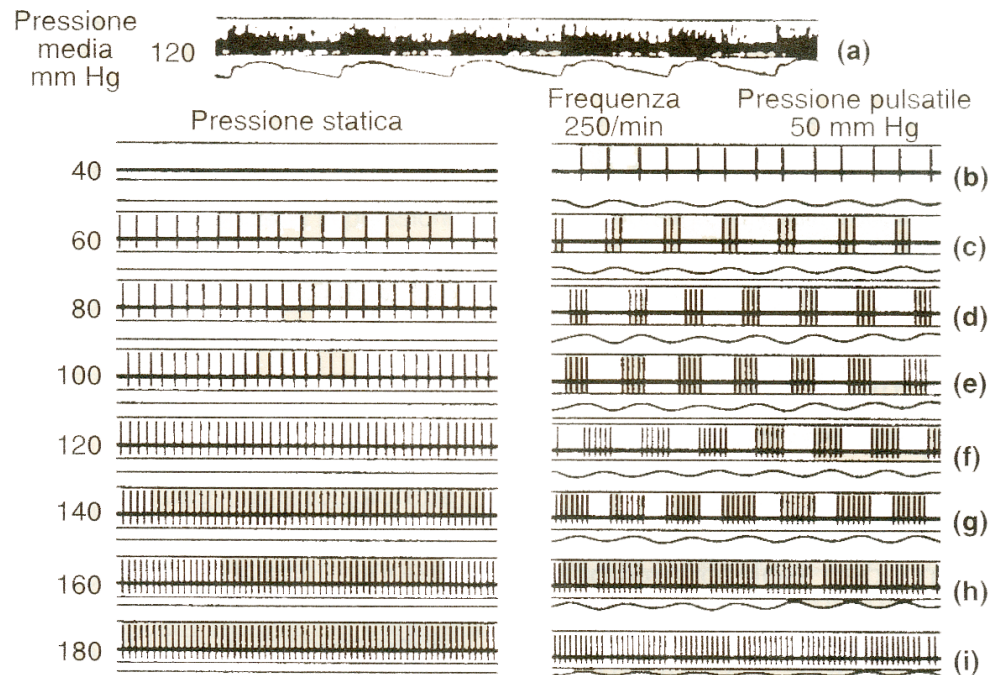 Pressione
media
mm Hg
120
(a)
Pressione statica
Frequenza
250/min
Pressione pulsatile
50 mm Hg
40
(b)
60
(c)
80
(d)
100
(e)
120
(f)
140
(g)
160
(h)
180
(i)